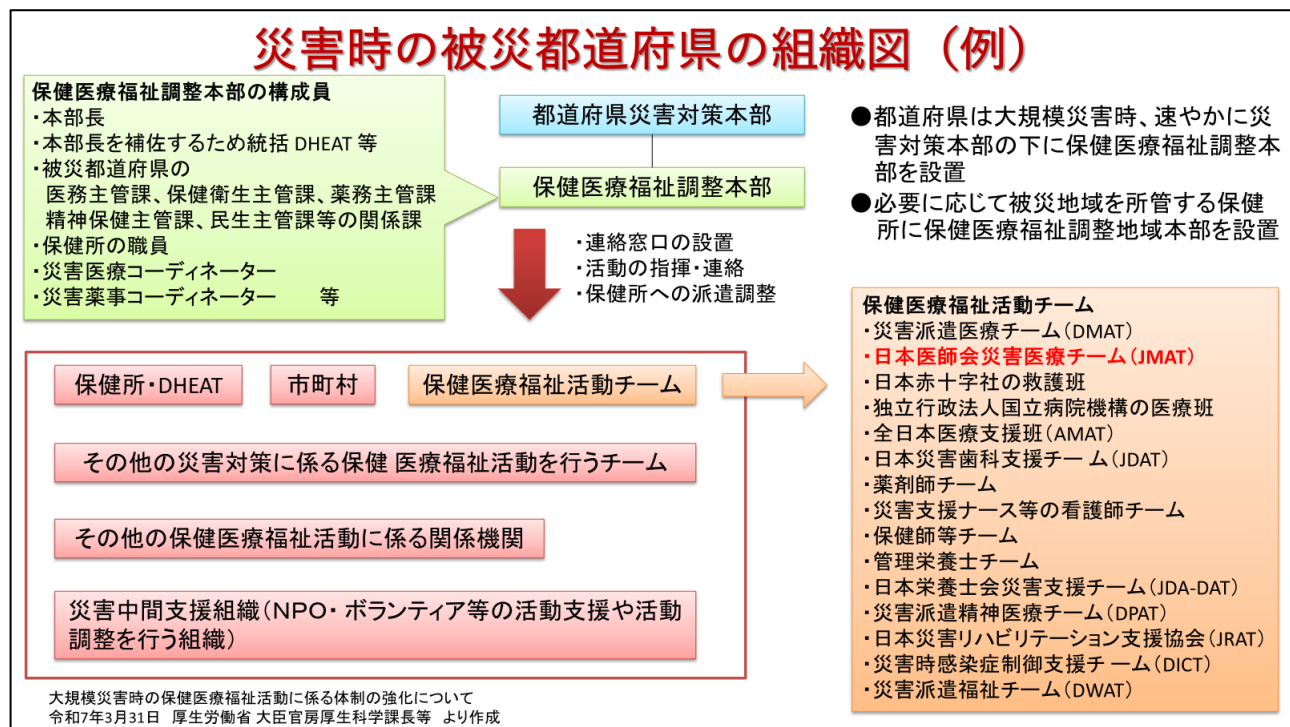 災害時の被災都道府県の組織図（例）
保健医療福祉調整本部の構成員
・本部長
・本部長を補佐するため統括 DHEAT 等
・被災都道府県の
医務主管課、保健衛生主管課、薬務主管課
精神保健主管課、民生主管課等の関係課
・保健所の職員
・災害医療コーディネーター
・災害薬事コーディネーター　　等
都道府県災害対策本部
保健医療福祉調整本部
・連絡窓口の設置
・活動の指揮・連絡
・保健所への派遣調整
●都道府県は大規模災害時、速やかに災
害対策本部の下に保健医療福祉調整本
部を設置
●必要に応じて被災地域を所管する保健
所に保健医療福祉調整地域本部を設置
保健所・DHEAT
市町村
保健医療福祉活動チーム
その他の災害対策に係る保健 医療福祉活動を行うチーム
その他の保健医療福祉活動に係る関係機関
災害中間支援組織（NPO・ ボランティア等の活動支援や活動
調整を行う組織）
保健医療福祉活動チーム
・災害派遣医療チーム（DMAT）
・日本医師会災害医療チーム（JMAT）
・日本赤十字社の救護班
・独立行政法人国立病院機構の医療班
・全日本医療支援班（AMAT）
・日本災害歯科支援チー ム（JDAT）
・薬剤師チーム
・災害支援ナース等の看護師チーム
・保健師等チーム
・管理栄養士チーム
・日本栄養士会災害支援チーム（JDA-DAT）
・災害派遣精神医療チーム（DPAT）
・日本災害リハビリテーション支援協会（JRAT）
・災害時感染症制御支援チ ーム（DICT）
・災害派遣福祉チーム（DWAT）
大規模災害時の保健医療福祉活動に係る体制の強化について
令和7年3月31日　厚生労働省 大臣官房厚生科学課長等　より作成